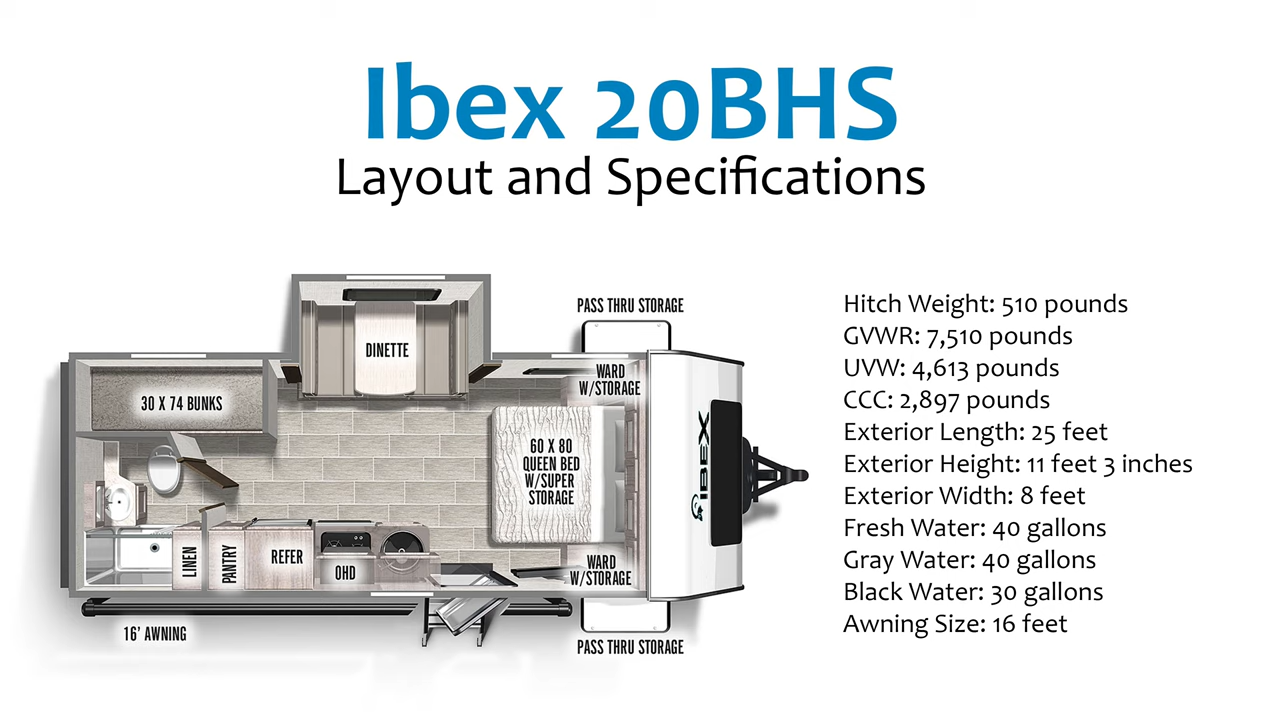 Ibex 20BHS
Layout and Specifications
PASS THRU STORAGE
DINETTE
WARD
W/STORAGE
30 X 74 BUNKS
60 X 80
QUEEN BED
W/SUPER
STORAGE
IBEX
LINEN
PANTRY
REFER
OHD
WARD
W/STORAGE
16' AWNING
PASS THRU STORAGE
Hitch Weight: 510 pounds
GVWR: 7,510 pounds
UVW: 4,613 pounds
CCC: 2,897 pounds
Exterior Length: 25 feet
Exterior Height: 11 feet 3 inches
Exterior Width: 8 feet
Fresh Water: 40 gallons
Gray Water: 40 gallons
Black Water: 30 gallons
Awning Size: 16 feet